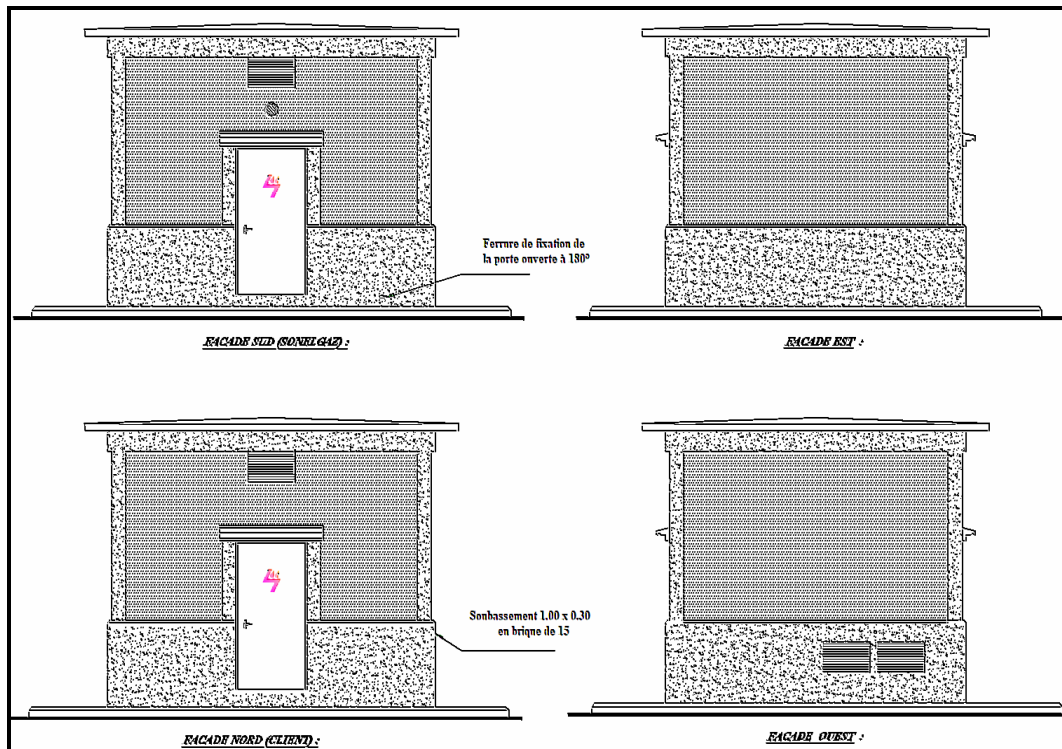 Ferrure de fixation de
la porte ouverte à 180°
FACADE SUD (SONELGAZ) :
FACADE EST :
Soubassement 1.00 x 0.30
en brique de 15
FACADE NORD (CLIENT) :
FACADE OUEST :